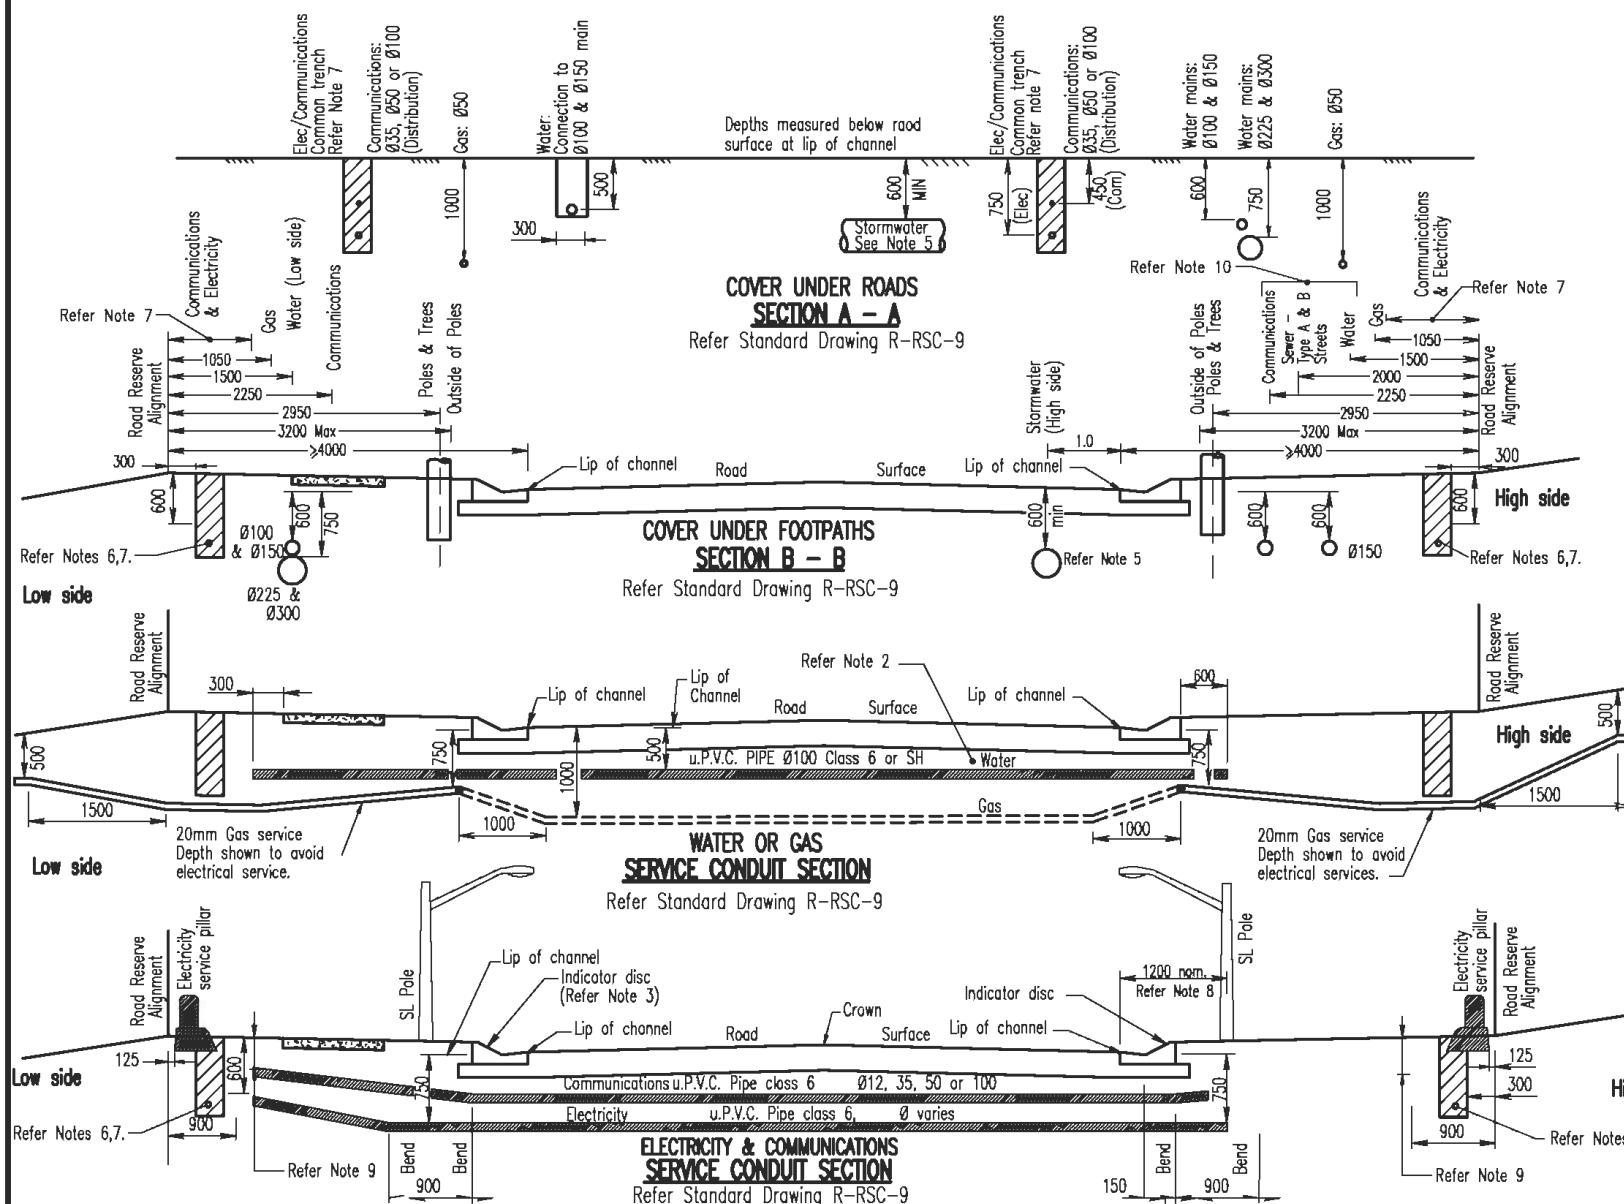 Elec/Communications
Common trench
Refer Note 7
Communications:
Ø35, Ø50 or Ø100
(Distribution)
Gas: Ø50
Water:
Connection to
Ø100 & Ø150 main
Depths measured below raod
surface at lip of channel
Elec/Communications
Common trench
Refer note 7
Communications:
Ø35, Ø50 or Ø100
(Distribution)
Water mains:
Ø100 & Ø150
Water mains:
Ø225 & Ø300
Gas: Ø50
1000
500
300
600
MIN
Stormwater
See Note 5
750
(Elec)
450
(Com)
600
750
1000
COVER UNDER ROADS
SECTION A – A
Refer Standard Drawing R–RSC–9
Refer Note 7
Communications
& Electricity
Gas
Water (Low side)
Communications
Poles & Trees
Outside of Poles
Road Reserve
Alignment
1050
1500
2250
2950
3200 Max
≥4000
300
600
Refer Notes 6,7.
Low side
Ø100
& Ø150
600
750
Ø225 &
Ø300
Lip of channel
Road
Surface
Lip of channel
Stormwater
(High side)
1.0
600
min
Refer Note 5
COVER UNDER FOOTPATHS
SECTION B – B
Refer Standard Drawing R–RSC–9
Refer Note 10
Outside of Poles
Poles & Trees
Communications
Sewer –
Type A & B
Streets
Water
Gas
Communications
& Electricity
Refer Note 7
1050
1500
2000
2250
2950
3200 Max
≥4000
Road Reserve
Alignment
300
600
600
Ø150
600
High side
Refer Notes 6,7.
Road Reserve
Alignment
300
500
1500
Low side
20mm Gas service
Depth shown to avoid
electrical service.
750
1000
Lip of channel
Lip of
Channel
Refer Note 2
Road
Surface
Lip of channel
500
1000
u.P.V.C. PIPE Ø100 Class 6 or SH
Water
Gas
600
750
1000
Road Reserve
Alignment
High side
500
1500
20mm Gas service
Depth shown to avoid
electrical services.
WATER OR GAS
SERVICE CONDUIT SECTION
Refer Standard Drawing R–RSC–9
Road Reserve
Alignment
Electricity
service pillar
125
Low side
600
Refer Notes 6,7.
900
Refer Note 9
SL Pole
Lip of channel
Indicator disc
(Refer Note 3)
Lip of channel
Road
Crown
Surface
Indicator disc
Lip of channel
1200 nom.
Refer Note 8
SL Pole
750
Communications u.P.V.C. Pipe class 6
Ø12, 35, 50 or 100
Electricity
u.P.V.C. Pipe class 6,
Ø varies
750
Electricity
service pillar
Road Reserve
Alignment
125
300
900
Refer Note 9
Bend
Bend
900
150
Bend
900
Bend
ELECTRICITY & COMMUNICATIONS
SERVICE CONDUIT SECTION
Refer Standard Drawing R–RSC–9